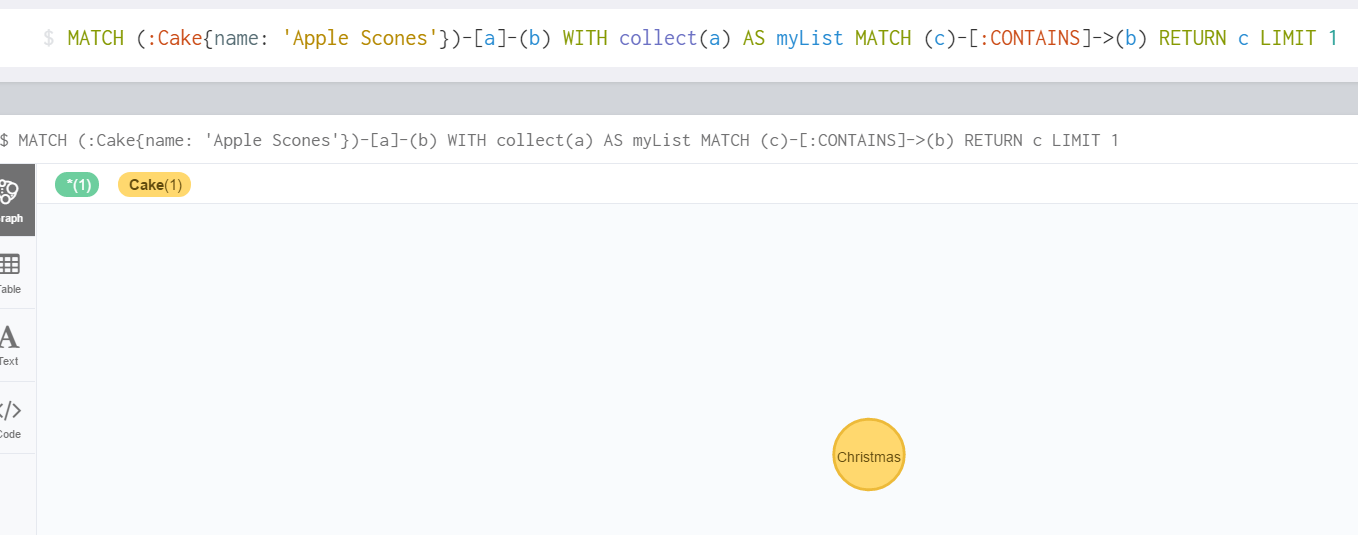 $ MATCH (:Cake{name: 'Apple Scones'})-[a]-(b) WITH collect(a) AS myList MATCH (c)-[:CONTAINS]->(b) RETURN c LIMIT 1
$ MATCH (:Cake{name: 'Apple Scones'})-[a]-(b) WITH collect(a) AS myList MATCH (c)-[:CONTAINS]->(b) RETURN c LIMIT 1
*(1) Cake(1)
raph
Table
A
Text
</>
Code
Christmas